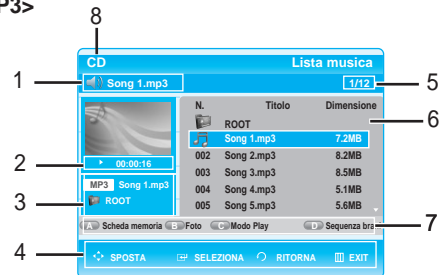 P3>
8
CD Lista musica
1 Song 1.mp3 1/12 5
N. Titolo Dimensione
ROOT 6
Song 1.mp3 7.2MB
002 Song 2.mp3 8.2MB
003 Song 3.mp3 8.5MB
004 Song 4.mp3 5.1MB
005 Song 5.mp3 5.6MB
2 00:00:16
MP3 Song 1.mp3
3 ROOT
A Scheda memoria B Foto C Modo Play D Sequenza bra 7
4 SPOSTA SELEZIONA RITORNA EXIT